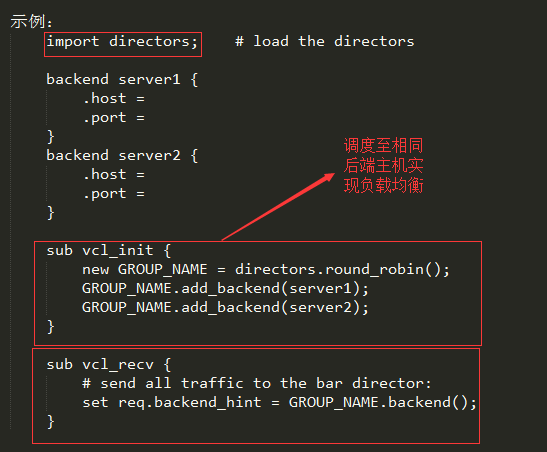 示例:
import directors;    # load the directors
backend server1 {
.host =
.port =
}
backend server2 {
.host =
.port =
}
调度至相同
后端主机实
现负载均衡
sub vcl_init {
new GROUP_NAME = directors.round_robin();
GROUP_NAME.add_backend(server1);
GROUP_NAME.add_backend(server2);
}
sub vcl_recv {
# send all traffic to the bar director:
set req.backend_hint = GROUP_NAME.backend();
}